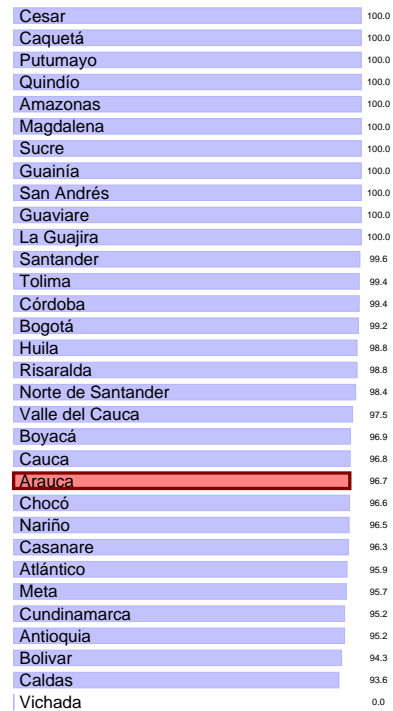 Cesar 100.0
Caquetá 100.0
Putumayo 100.0
Quindío 100.0
Amazonas 100.0
Magdalena 100.0
Sucre 100.0
Guainía 100.0
San Andrés 100.0
Guaviare 100.0
La Guajira 100.0
Santander 99.6
Tolima 99.4
Córdoba 99.4
Bogotá 99.2
Huila 98.8
Risaralda 98.8
Norte de Santander 98.4
Valle del Cauca 97.5
Boyacá 96.9
Cauca 96.8
Arauca 96.7
Chocó 96.6
Nariño 96.5
Casanare 96.3
Atlántico 95.9
Meta 95.7
Cundinamarca 95.2
Antioquia 95.2
Bolivar 94.3
Caldas 93.6
Vichada 0.0